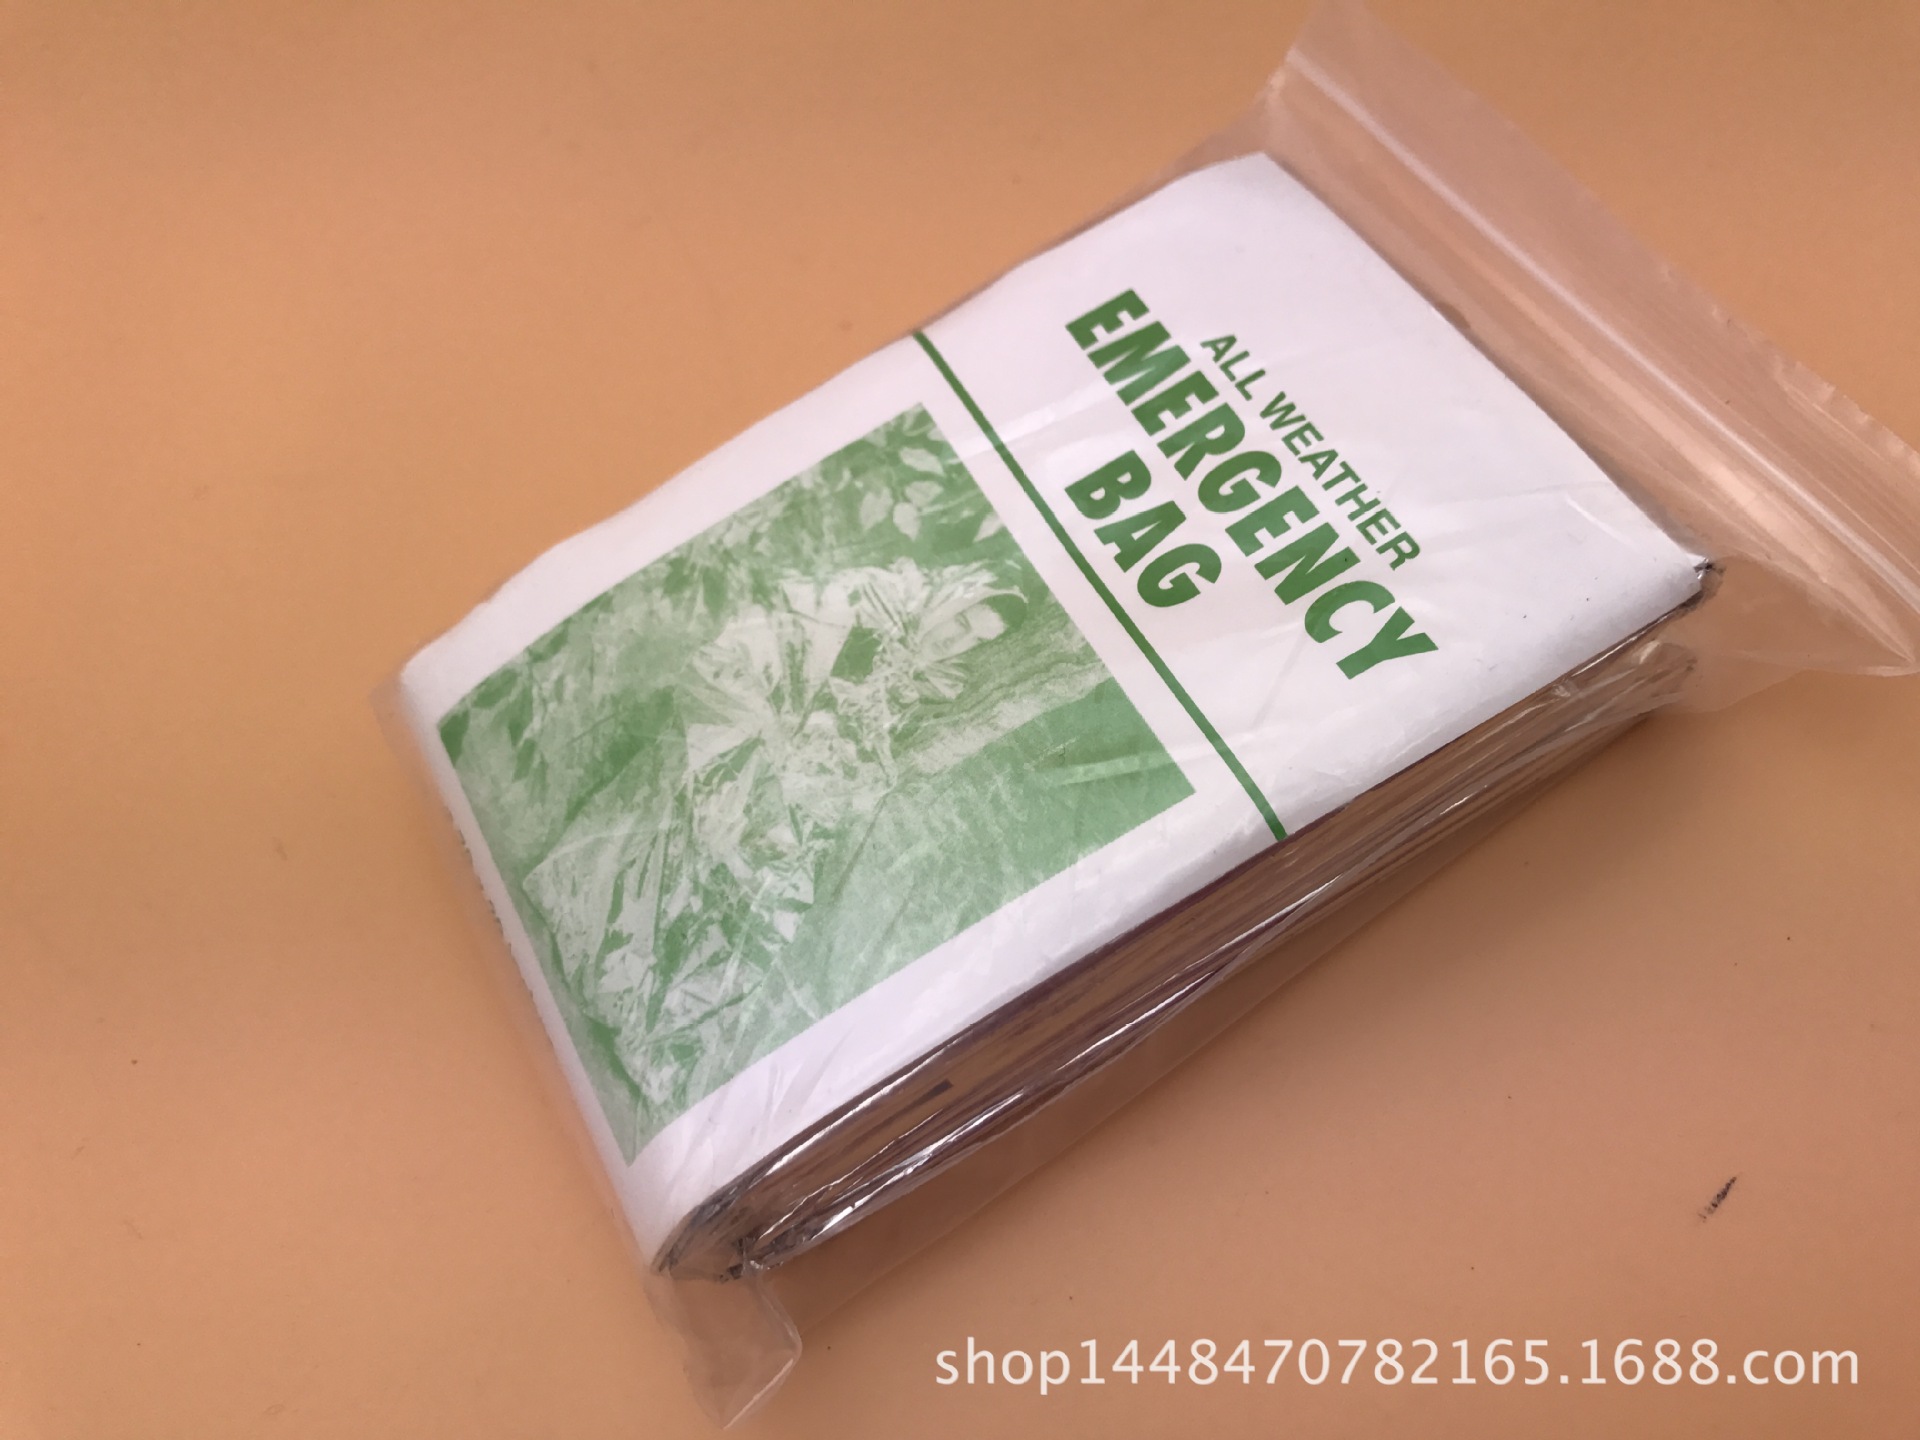 ALL WEATHER
EMERGENCY
BAG
shop1448470782165.1688.com